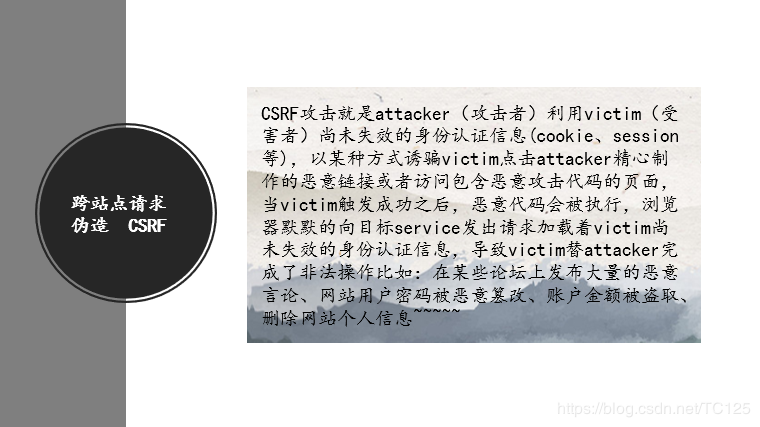 跨站点请求
伪造 CSRF
CSRF攻击就是attacker（攻击者）利用victim（受
害者）尚未失效的身份认证信息(cookie、session
等)，以某种方式诱骗victim点击attacker精心制
作的恶意链接或者访问包含恶意攻击代码的页面，
当victim触发成功之后，恶意代码会被执行，浏览
器默默的向目标service发出请求加载着victim尚
未失效的身份认证信息，导致victim替attacker完
成了非法操作比如：在某些论坛上发布大量的恶意
言论、网站用户密码被恶意篡改、账户金额被盗取、
删除网站个人信息~~~~~
https://blog.csdn.net/TC125